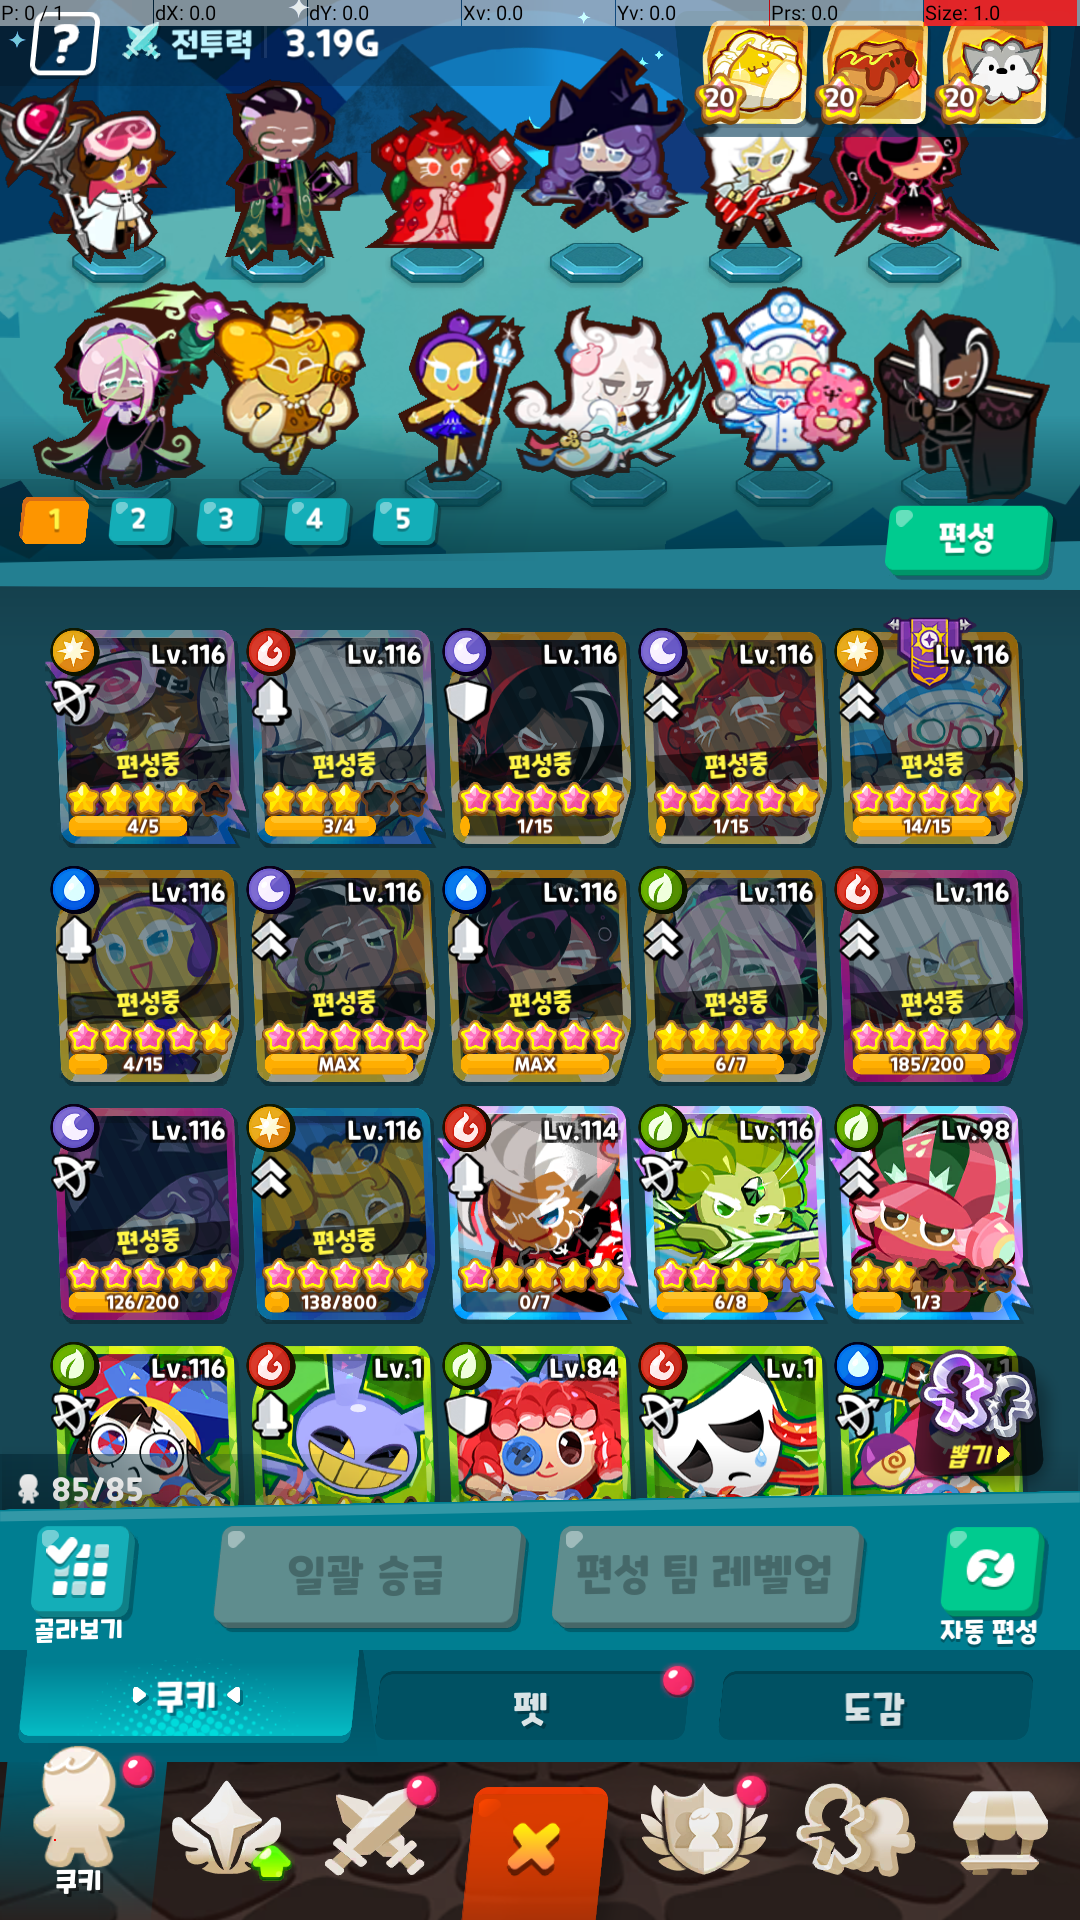 P: 0 / 1 dX: 0.0 dY: 0.0 Xv: 0.0 Yv: 0.0 Prs: 0.0 Size: 1.0
? 전투력 3.19G
20 20 20
1 2 3 4 5
편성
Lv.116 Lv.116 Lv.116 Lv.116 Lv.116
편성중 편성중 편성중 편성중 편성중
4/5 3/4 1/15 1/15 14/15
Lv.116 Lv.116 Lv.116 Lv.116 Lv.116
편성중 편성중 편성중 편성중 편성중
4/15 MAX MAX 6/7 185/200
Lv.116 Lv.116 Lv.114 Lv.116 Lv.98
편성중 편성중
126/200 138/800 0/7 6/8 1/3
Lv.116 Lv.1 Lv.84 Lv.1
뽑기
85/85
일괄 승급 편성 팀 레벨업
골라보기 자동 편성
쿠키 펫 도감
쿠키